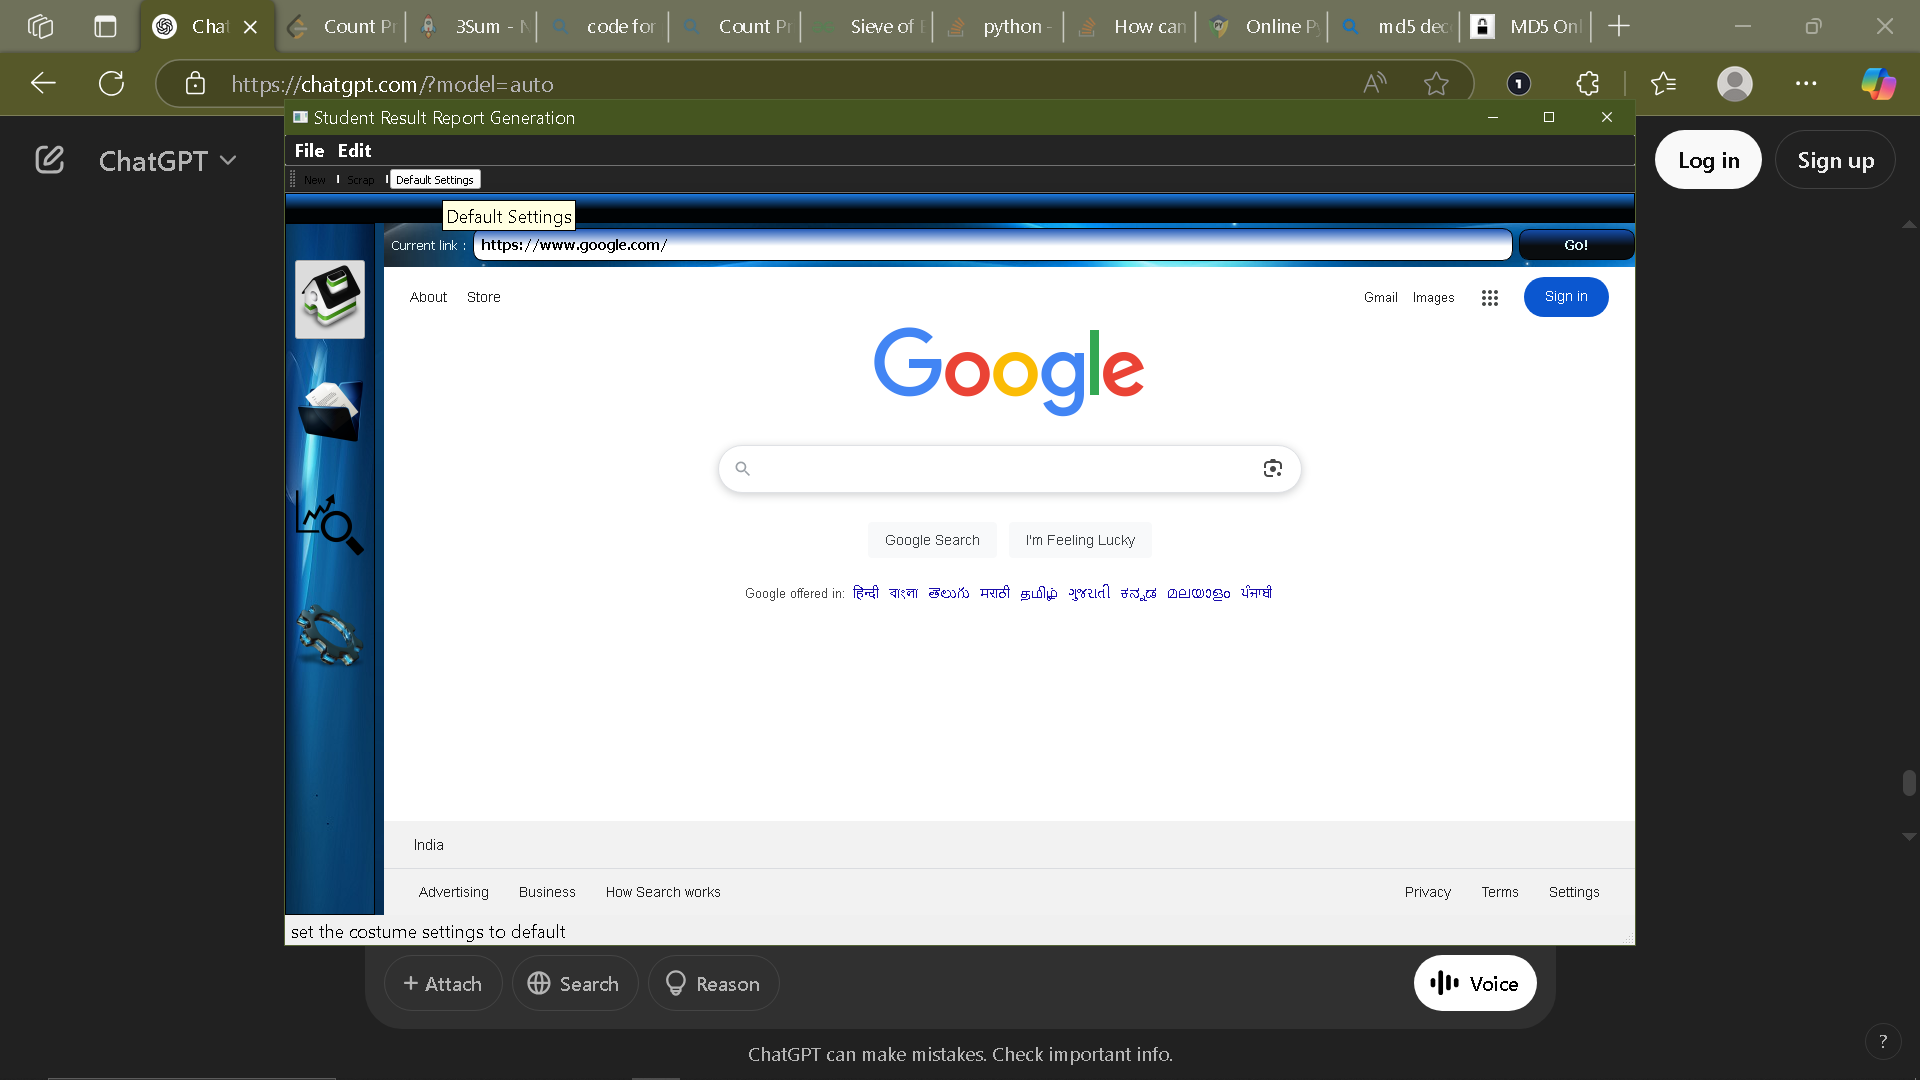 Chat
Count Pr
3Sum - N
code for
Count Pr
Sieve of E
python -
How can
Online Py
md5 dec
MD5 Onl
https://chatgpt.com/?model=auto
1
ChatGPT
Log in
Sign up
Student Result Report Generation
File Edit
New Scrap Default Settings
Default Settings
Current link : https://www.google.com/ Go!
About Store Gmail Images Sign in
Google
Google Search I'm Feeling Lucky
Google offered in: हिन्दी বাংলা తెలుగు मराठी தமிழ் ગુજરાતી ಕನ್ನಡ മലയാളം ਪੰਜਾਬੀ
India
Advertising Business How Search works Privacy Terms Settings
set the costume settings to default
+ Attach Search Reason Voice
ChatGPT can make mistakes. Check important info.
?